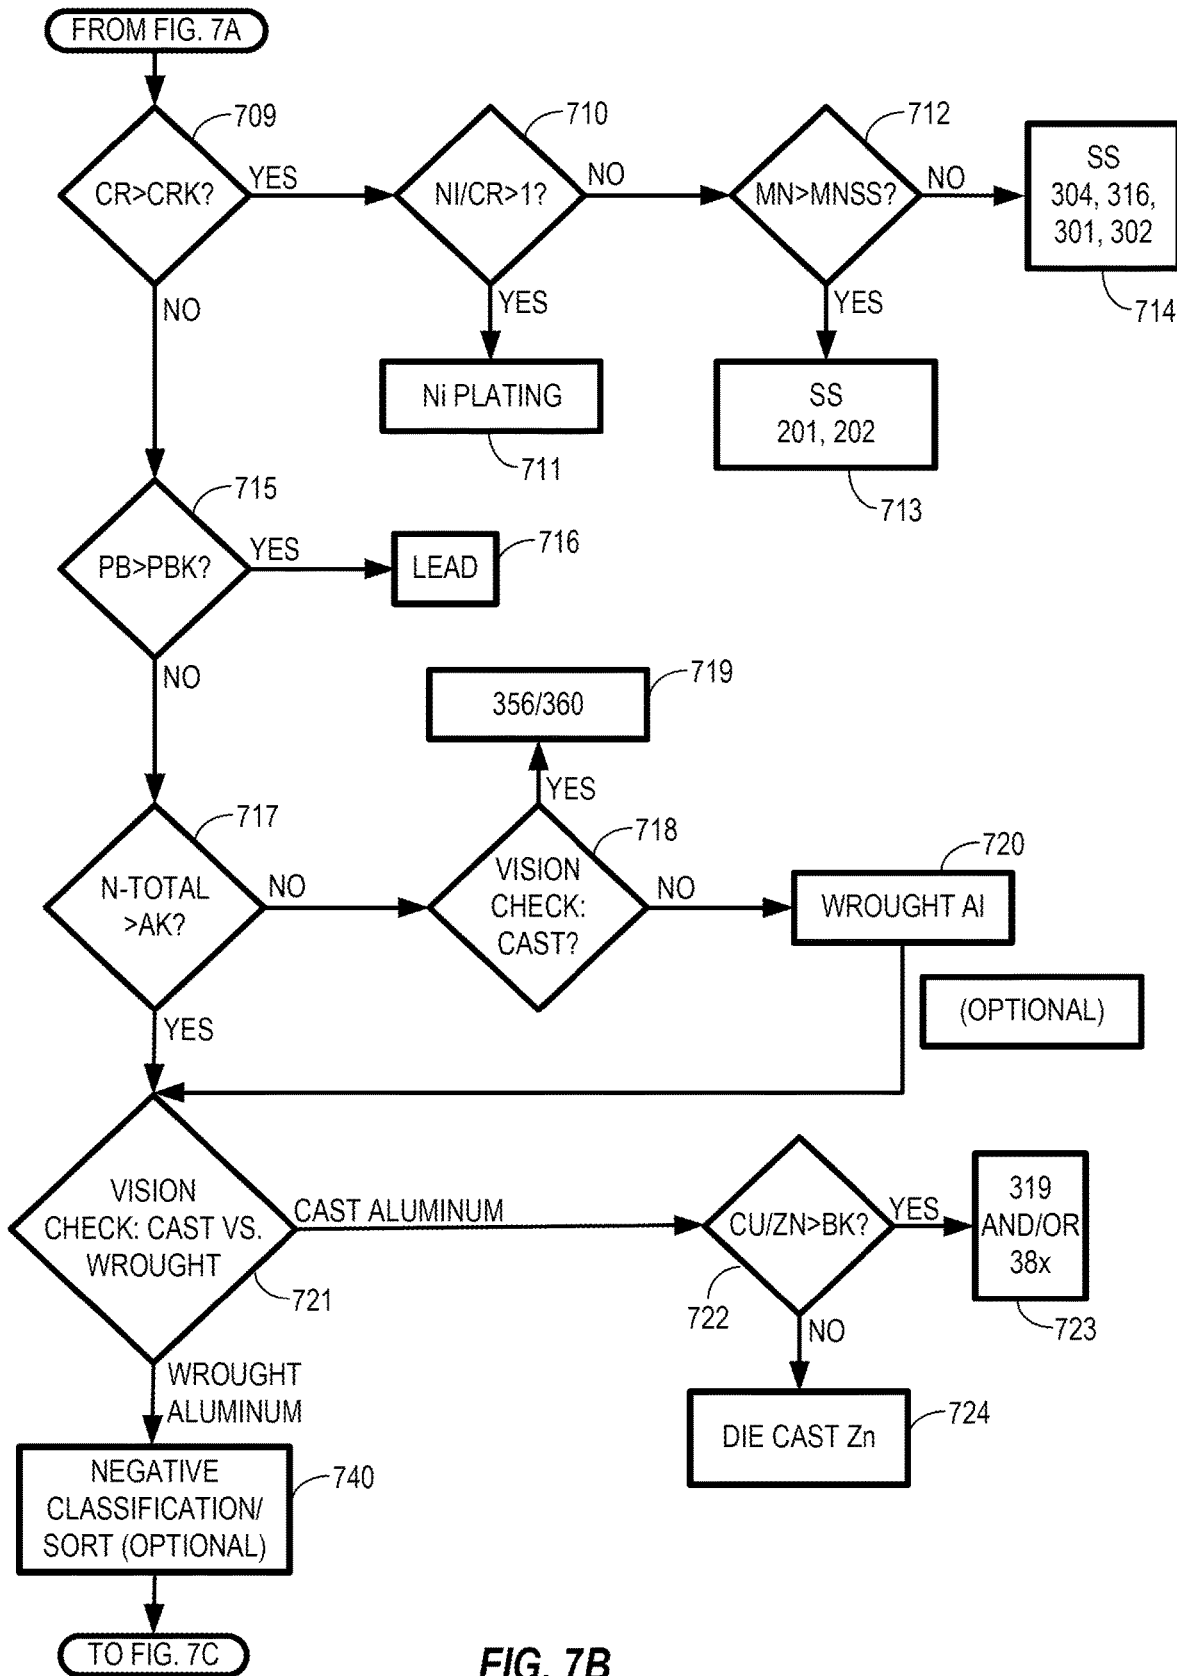 FROM FIG. 7A
709
CR>CRK?
YES
NO
710
NI/CR>1?
NO
YES
712
MN>MNSS?
NO
YES
SS
304, 316,
301, 302
714
Ni PLATING
711
SS
201, 202
713
715
PB>PBK?
YES
NO
LEAD
716
356/360
719
YES
717
N-TOTAL
>AK?
NO
YES
718
VISION
CHECK:
CAST?
NO
720
WROUGHT Al
(OPTIONAL)
VISION
CHECK: CAST VS.
WROUGHT
721
CAST ALUMINUM
WROUGHT
ALUMINUM
CU/ZN>BK?
722
YES
NO
319
AND/OR
38x
723
DIE CAST Zn
724
NEGATIVE
CLASSIFICATION/
SORT (OPTIONAL)
740
TO FIG. 7C
FIG. 7B